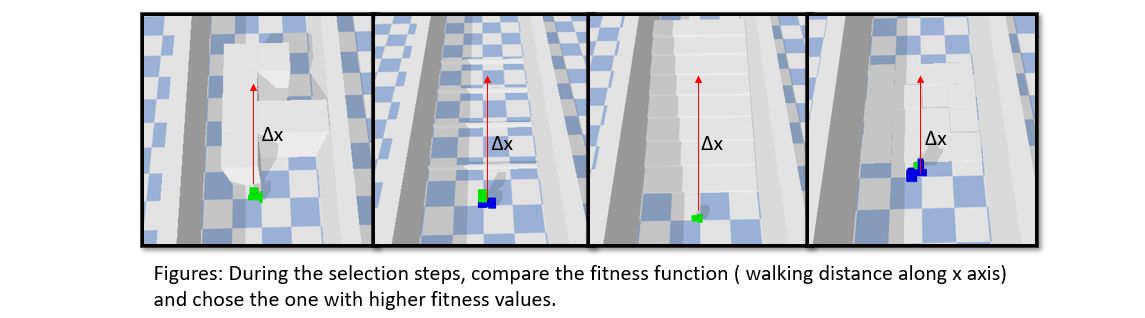 Δx
Δx
Δx
Δx
Figures: During the selection steps, compare the fitness function ( walking distance along x axis)
and chose the one with higher fitness values.